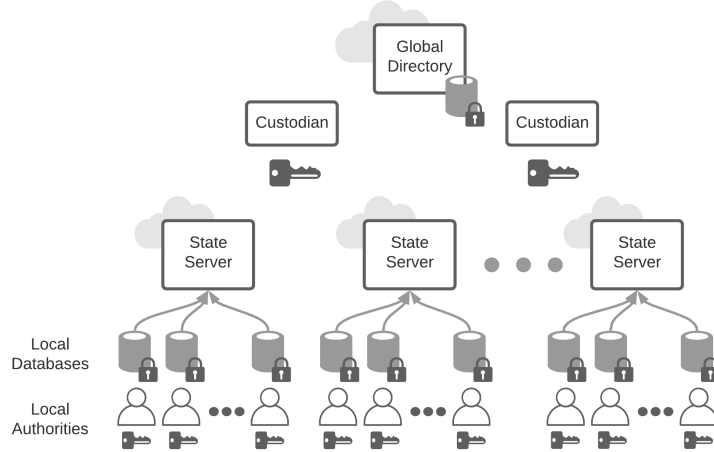 Global
Directory
Custodian
Custodian
State
Server
State
Server
State
Server
Local
Databases
Local
Authorities